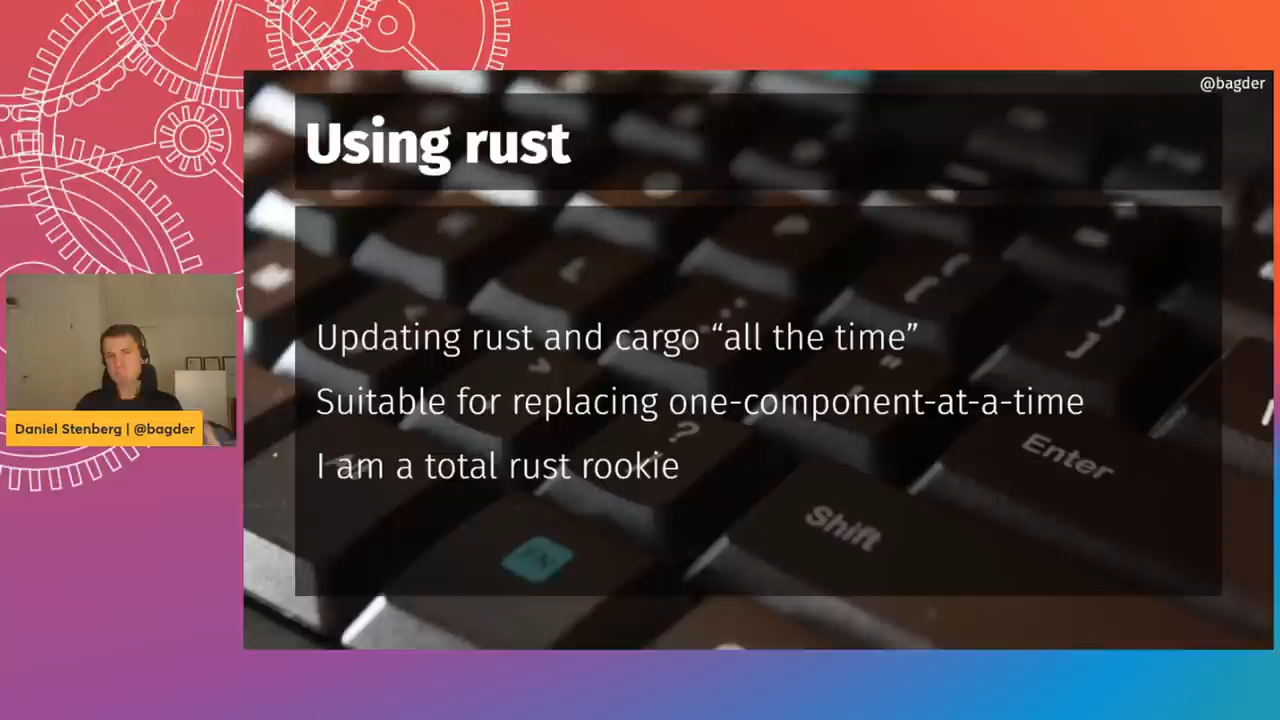 @bagder
Using rust
Updating rust and cargo “all the time”
Suitable for replacing one-component-at-a-time
I am a total rust rookie
Daniel Stenberg | @bagder
Enter
Shift
FN